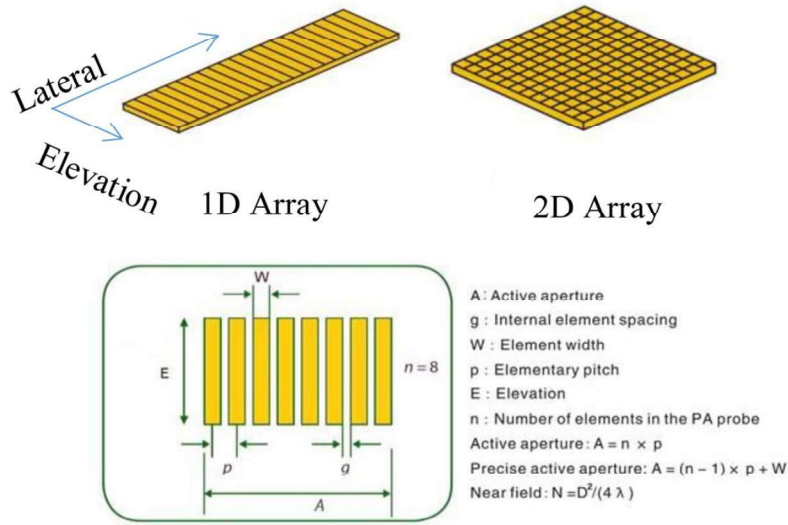 Lateral
Elevation
1D Array
2D Array
W
E
n = 8
p
g
A
A : Active aperture
g : Internal element spacing
W : Element width
p : Elementary pitch
E : Elevation
n : Number of elements in the PA probe
Active aperture : A = n × p
Precise active aperture: A = (n − 1) × p + W
Near field : N =D²/(4 λ )